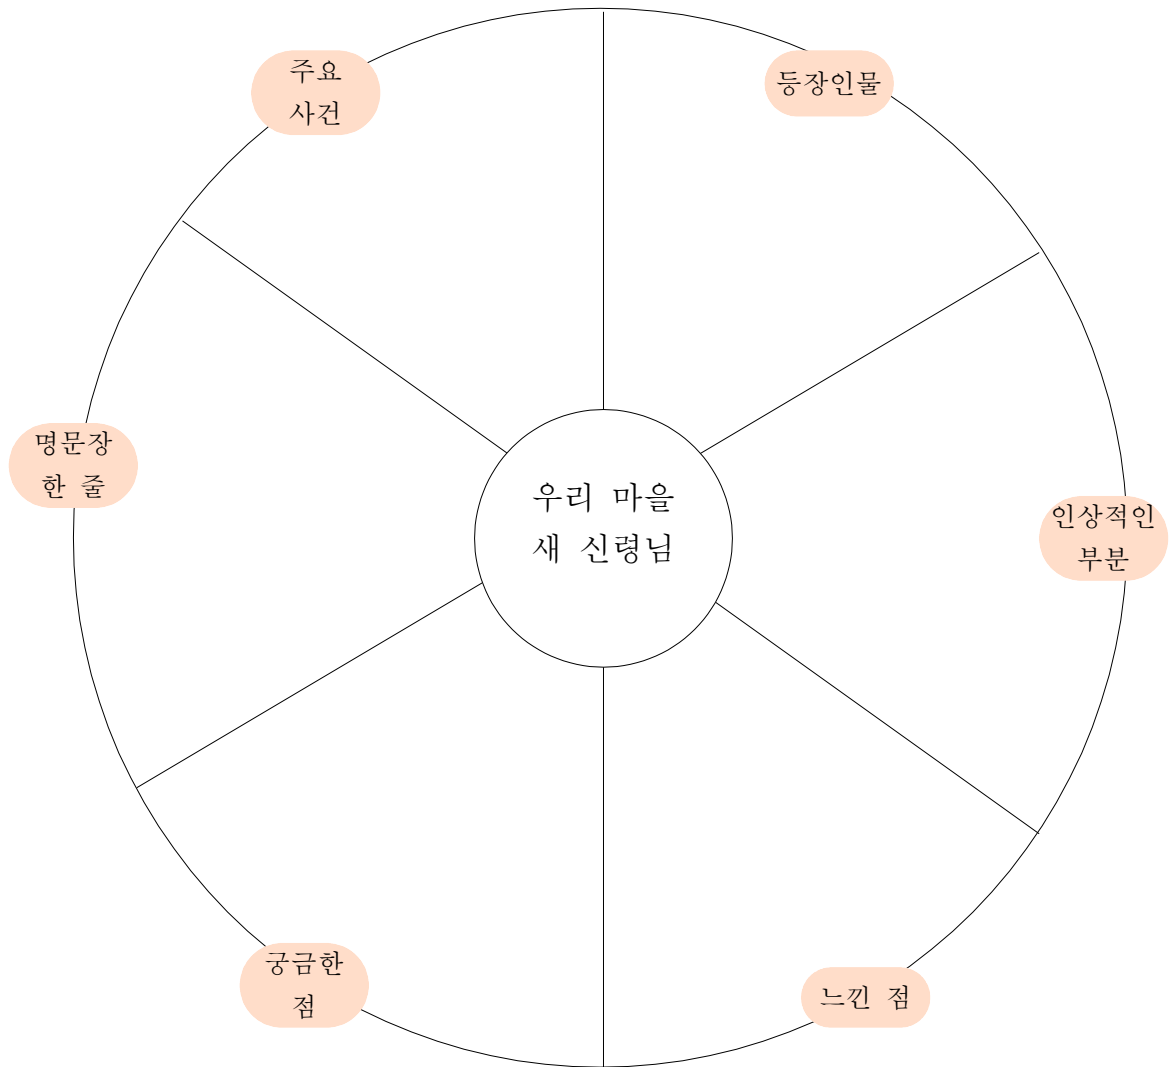 주요
사건
등장인물
명문장
한 줄
우리 마을
새 신령님
인상적인
부분
궁금한
점
느낀 점